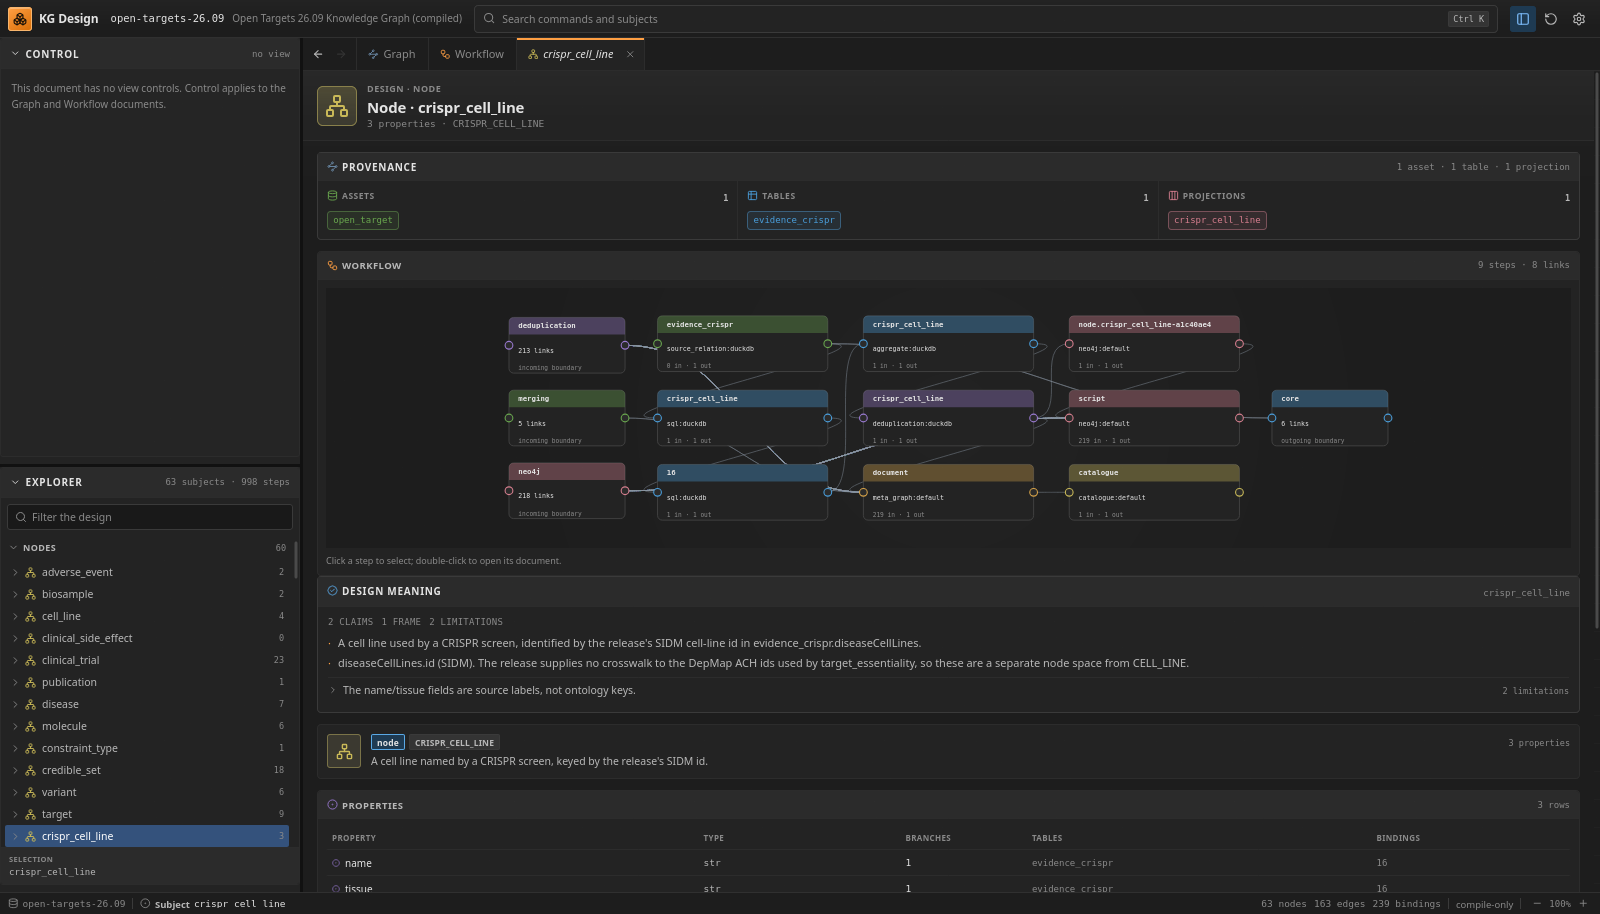 KG Design open-targets-26.09 Open Targets 26.09 Knowledge Graph (compiled) Search commands and subjects Ctrl K
CONTROL no view
This document has no view controls. Control applies to the
Graph and Workflow documents.
Graph Workflow crispr_cell_line
DESIGN · NODE
Node · crispr_cell_line
3 properties · CRISPR_CELL_LINE
PROVENANCE 1 asset · 1 table · 1 projection
ASSETS 1 TABLES 1 PROJECTIONS 1
open_target evidence_crispr crispr_cell_line
WORKFLOW 9 steps · 8 links
deduplication evidence_crispr crispr_cell_line node.crispr_cell_line-a1c40ae4
213 links source_relation:duckdb aggregate:duckdb neo4j:default
incoming boundary 0 in · 1 out 1 in · 1 out 1 in · 1 out
merging crispr_cell_line crispr_cell_line script core
5 links sql:duckdb deduplication:duckdb neo4j:default 6 links
incoming boundary 1 in · 1 out 1 in · 1 out 219 in · 1 out outgoing boundary
neo4j 16 document catalogue
218 links sql:duckdb meta_graph:default catalogue:default
incoming boundary 1 in · 1 out 219 in · 1 out 1 in · 1 out
Click a step to select; double-click to open its document.
DESIGN MEANING crispr_cell_line
2 CLAIMS 1 FRAME 2 LIMITATIONS
· A cell line used by a CRISPR screen, identified by the release's SIDM cell-line id in evidence_crispr.diseaseCellLines.
· diseaseCellLines.id (SIDM). The release supplies no crosswalk to the DepMap ACH ids used by target_essentiality, so these are a separate node space from CELL_LINE.
The name/tissue fields are source labels, not ontology keys. 2 limitations
node CRISPR_CELL_LINE 3 properties
A cell line named by a CRISPR screen, keyed by the release's SIDM id.
PROPERTIES 3 rows
PROPERTY TYPE BRANCHES TABLES BINDINGS
name str 1 evidence_crispr 16
tissue str 1 evidence_crispr 16
EXPLORER 63 subjects · 998 steps
Filter the design
NODES 60
adverse_event 2
biosample 2
cell_line 4
clinical_side_effect 0
clinical_trial 23
publication 1
disease 7
molecule 6
constraint_type 1
credible_set 18
variant 6
target 9
crispr_cell_line 3
SELECTION
crispr_cell_line
open-targets-26.09 Subject crispr_cell_line 63 nodes 163 edges 239 bindings compile-only − 100% +